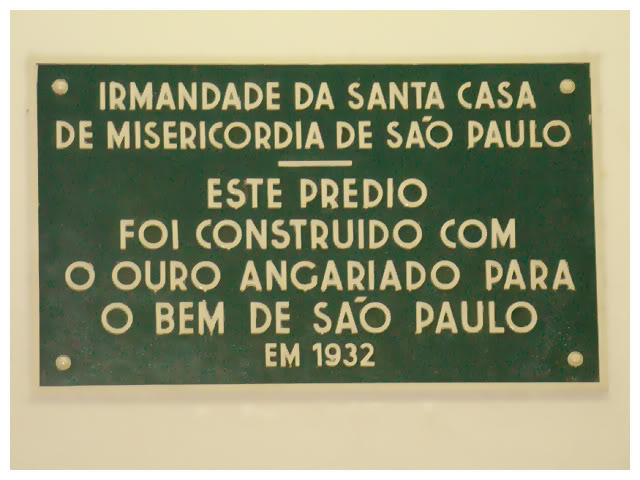 IRMANDADE DA SANTA CASA
DE MISERICORDIA DE SÃO PAULO
ESTE PREDIO
FOI CONSTRUIDO COM
O OURO ANGARIADO PARA
O BEM DE SÃO PAULO
EM 1932